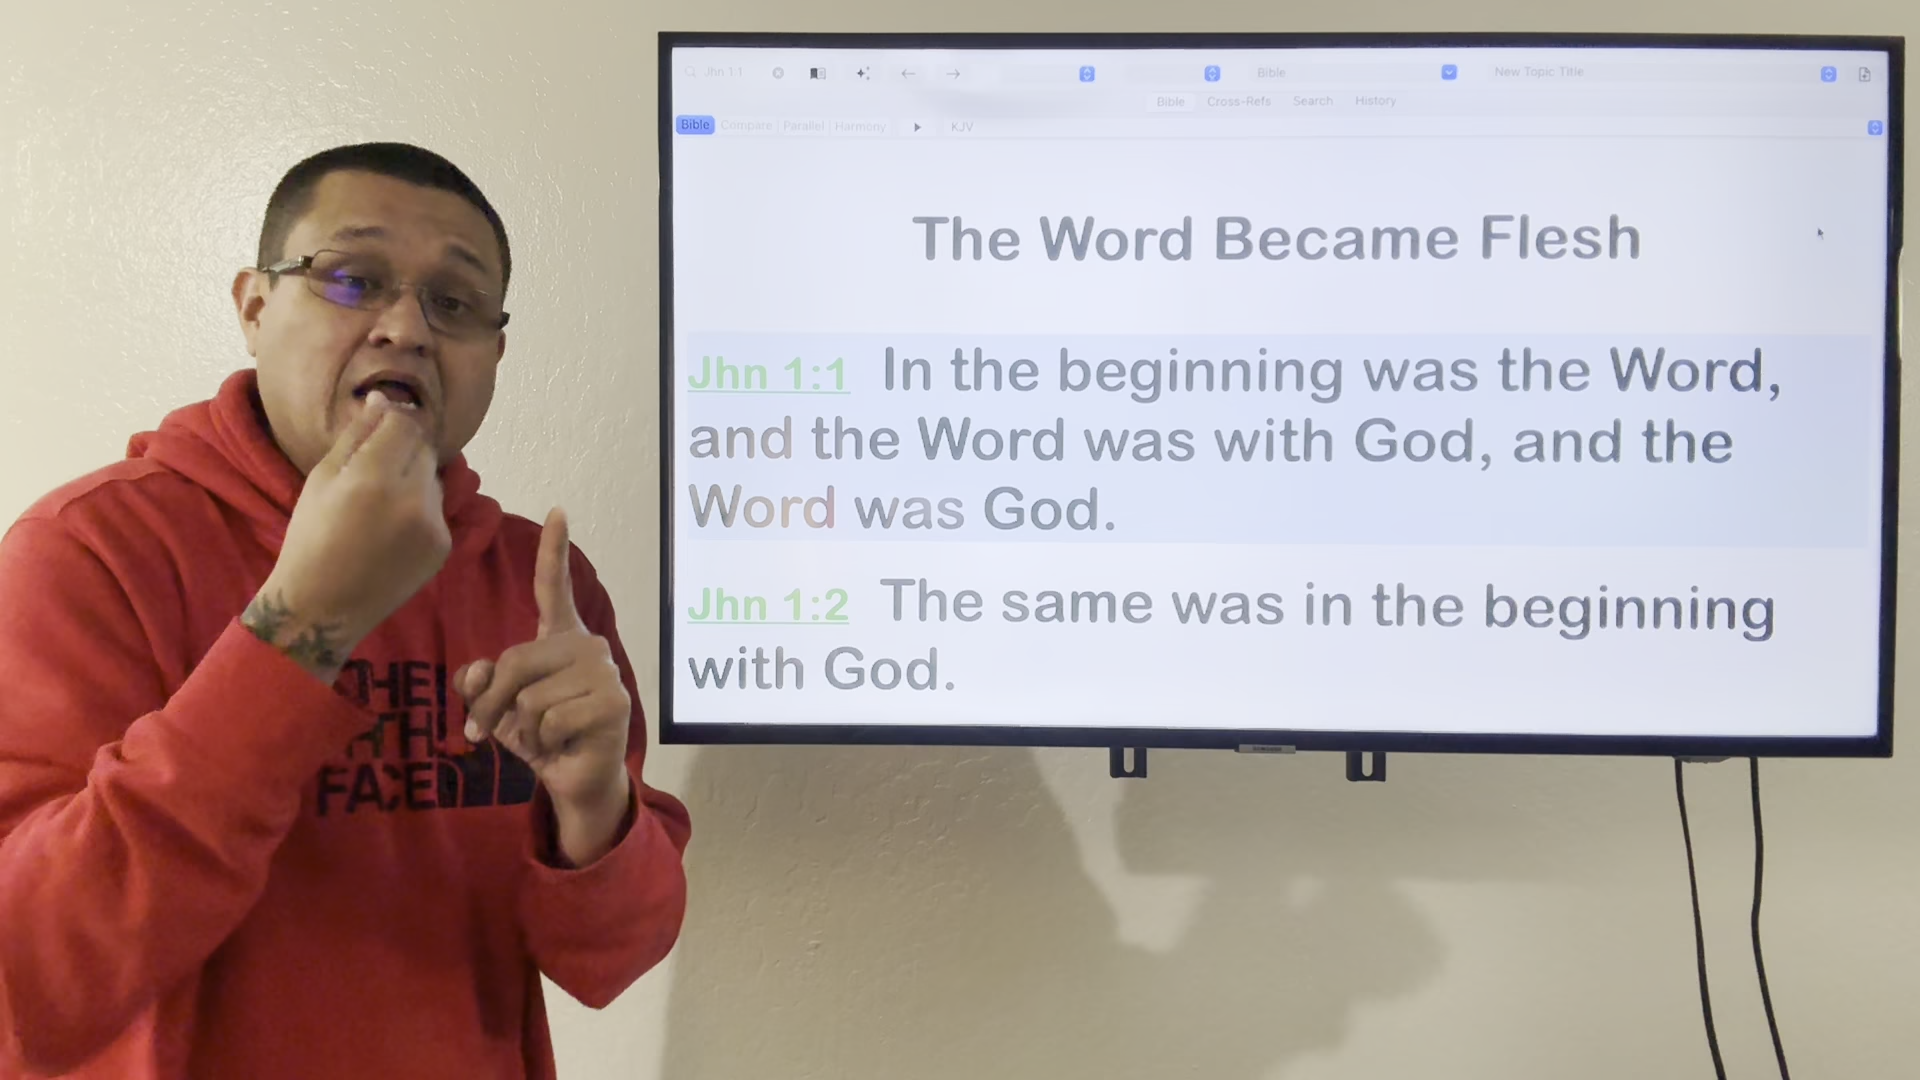 Jhn 1:1
Bible
New Topic Title
Bible Cross-Refs Search History
Bible Compare Parallel Harmony KJV
The Word Became Flesh
Jhn 1:1 In the beginning was the Word,
and the Word was with God, and the
Word was God.
Jhn 1:2 The same was in the beginning
with God.
THE
FACE
SAMSUNG